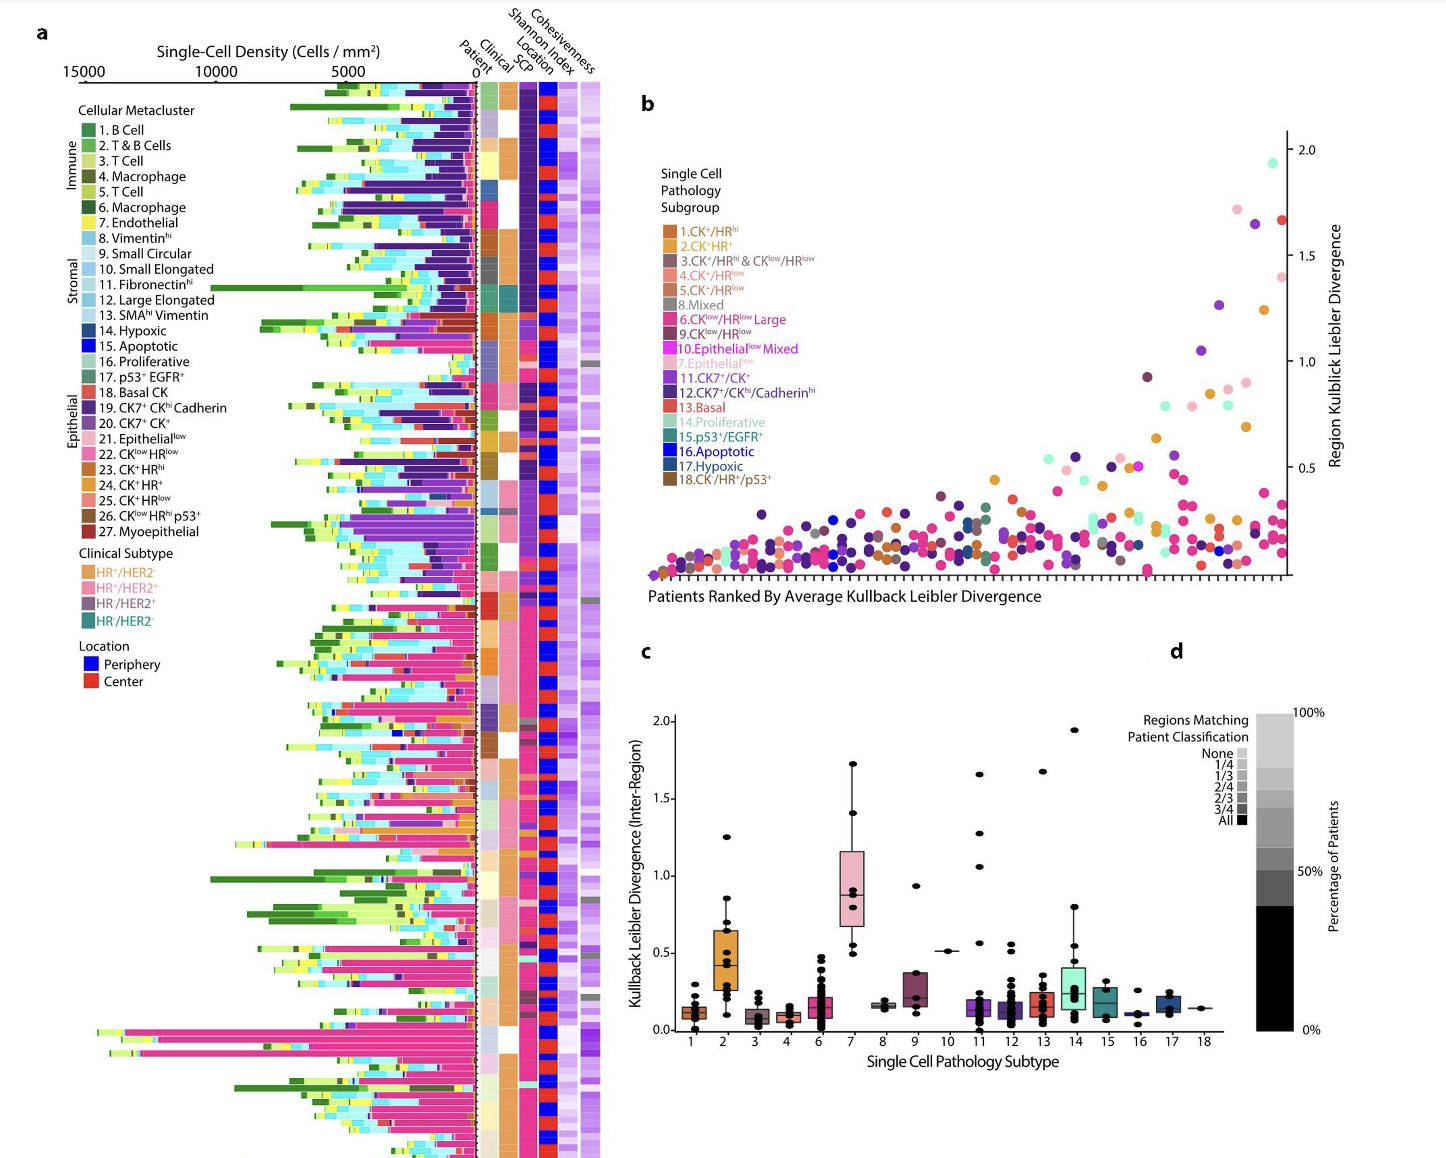 a
Single-Cell Density (Cells / mm²)
15000 10000 5000 0
Patient
Clinical
SCP
Location
Shannon Index
Cohesivenness
Cellular Metacluster
Immune
1. B Cell
2. T & B Cells
3. T Cell
4. Macrophage
5. T Cell
6. Macrophage
7. Endothelial
Stromal
8. Vimentinhi
9. Small Circular
10. Small Elongated
11. Fibronectinhi
12. Large Elongated
13. SMAhi Vimentin
Epithelial
14. Hypoxic
15. Apoptotic
16. Proliferative
17. p53⁺ EGFR⁺
18. Basal CK
19. CK7⁺ CKhi Cadherin
20. CK7⁺ CK⁺
21. Epitheliallow
22. CKlow HRlow
23. CK⁺ HRhi
24. CK⁺ HR⁺
25. CK⁺ HRlow
26. CKlow HRhi p53⁺
27. Myoepithelial
Clinical Subtype
HR⁺/HER2⁻
HR⁺/HER2⁺
HR⁻/HER2⁺
HR⁻/HER2⁻
Location
Periphery
Center
b
Single Cell
Pathology
Subgroup
1.CK⁺/HRhi
2.CK⁺HR⁺
3.CK⁺/HRhi & CKlow/HRlow
4.CK⁺/HRlow
5.CK⁺/HRlow
8.Mixed
6.CKlow/HRlow Large
9.CKlow/HRlow
10.Epitheliallow Mixed
7.Epitheliallow
11.CK7⁺/CK⁺
12.CK7⁺/CKhi/Cadherinhi
13.Basal
14.Proliferative
15.p53⁺/EGFR⁺
16.Apoptotic
17.Hypoxic
18.CK⁻/HR⁺/p53⁺
2.0
1.5
1.0
0.5
Region Kulblick Liebler Divergence
Patients Ranked By Average Kullback Leibler Divergence
c
Kullback Leibler Divergence (Inter-Region)
2.0
1.5
1.0
0.5
0.0
1 2 3 4 6 7 8 9 10 11 12 13 14 15 16 17 18
Single Cell Pathology Subtype
d
Regions Matching
Patient Classification
None
1/4
1/3
2/4
2/3
3/4
All
100%
50%
0%
Percentage of Patients